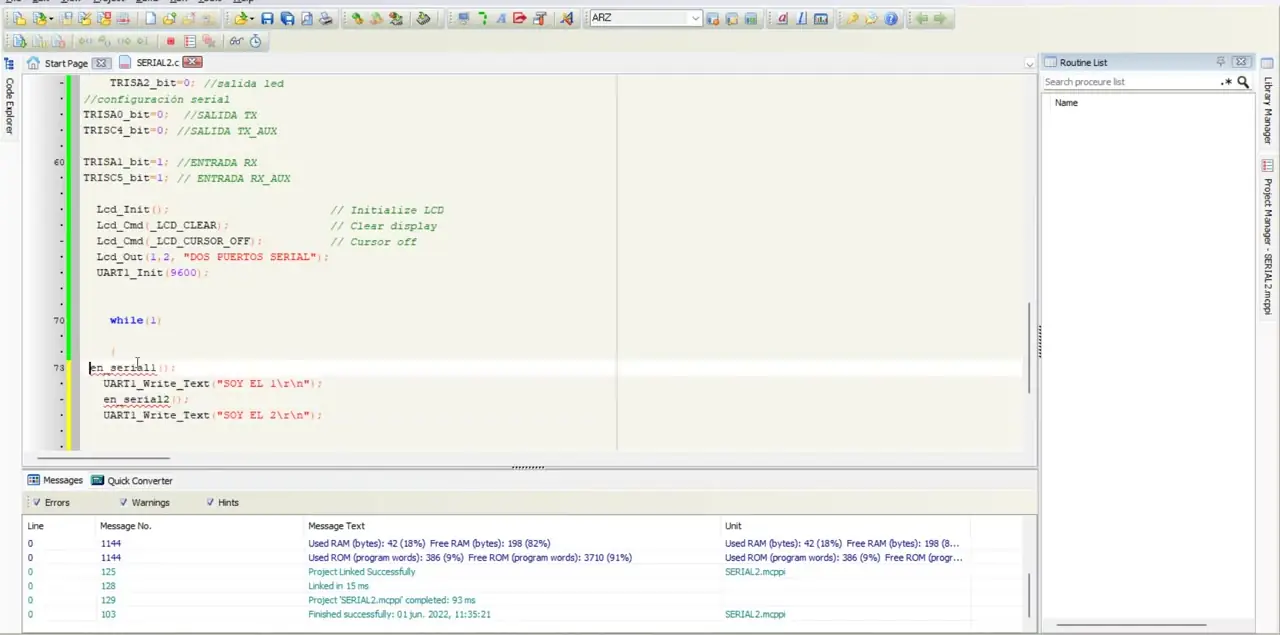 ARZ
Start Page
SERIAL2.c
Routine List
Code Explorer
Search proceure list
.*
Name
Library Manager
Project Manager - SERIAL2.mcppi
TRISA2_bit=0; //salida led
//configuración serial
TRISA0_bit=0; //SALIDA TX
TRISC4_bit=0; //SALIDA TX_AUX
60 TRISA1_bit=1; //ENTRADA RX
TRISC5_bit=1; // ENTRADA RX_AUX
Lcd_Init(); // Initialize LCD
Lcd_Cmd(_LCD_CLEAR); // Clear display
Lcd_Cmd(_LCD_CURSOR_OFF); // Cursor off
Lcd_Out(1,2, "DOS PUERTOS SERIAL");
UART1_Init(9600);
70 while(1)
{
73 en_serial1();
UART1_Write_Text("SOY EL 1\r\n");
en_serial2();
UART1_Write_Text("SOY EL 2\r\n");
Messages Quick Converter
Errors Warnings Hints
Line Message No. Message Text Unit
0 1144 Used RAM (bytes): 42 (18%) Free RAM (bytes): 198 (82%) Used RAM (bytes): 42 (18%) Free RAM (bytes): 198 (8...
0 1144 Used ROM (program words): 386 (9%) Free ROM (program words): 3710 (91%) Used ROM (program words): 386 (9%) Free ROM (progr...
0 125 Project Linked Successfully SERIAL2.mcppi
0 128 Linked in 15 ms
0 129 Project 'SERIAL2.mcppi' completed: 93 ms
0 103 Finished successfully: 01 jun. 2022, 11:35:21 SERIAL2.mcppi